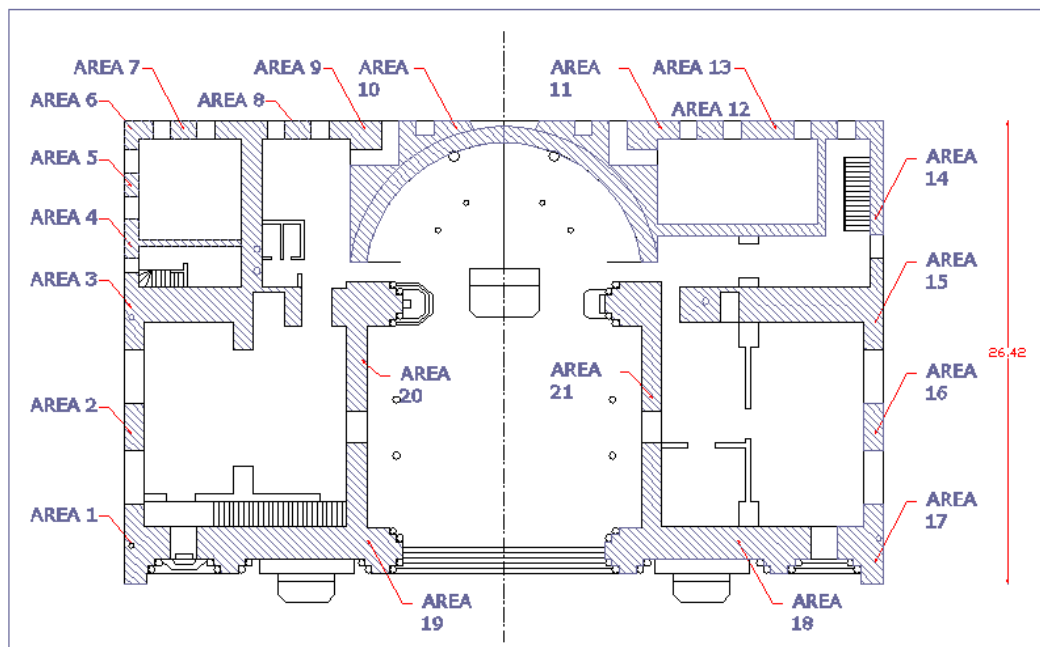 AREA 7
AREA 9
AREA
10
AREA
11
AREA 13
AREA 6
AREA 8
AREA 12
AREA 5
AREA
14
AREA 4
AREA 3
AREA
15
26.42
AREA
20
AREA
21
AREA
16
AREA 2
AREA 1
AREA
17
AREA
19
AREA
18